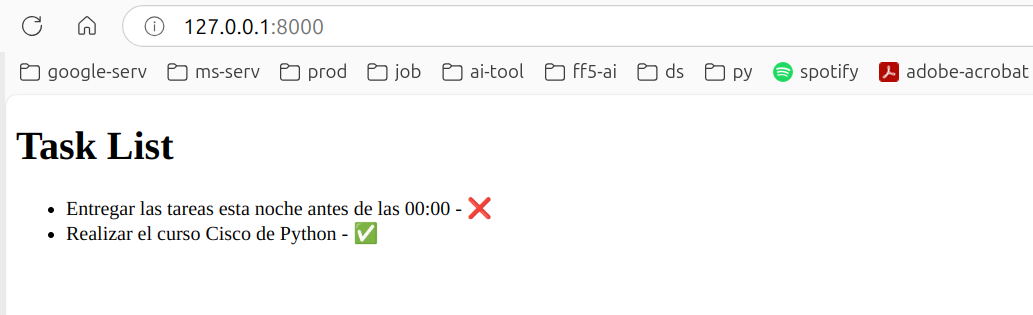 127.0.0.1:8000
google-serv ms-serv prod job ai-tool ff5-ai ds py spotify adobe-acrobat
Task List
• Entregar las tareas esta noche antes de las 00:00 - ❌
• Realizar el curso Cisco de Python - ✅